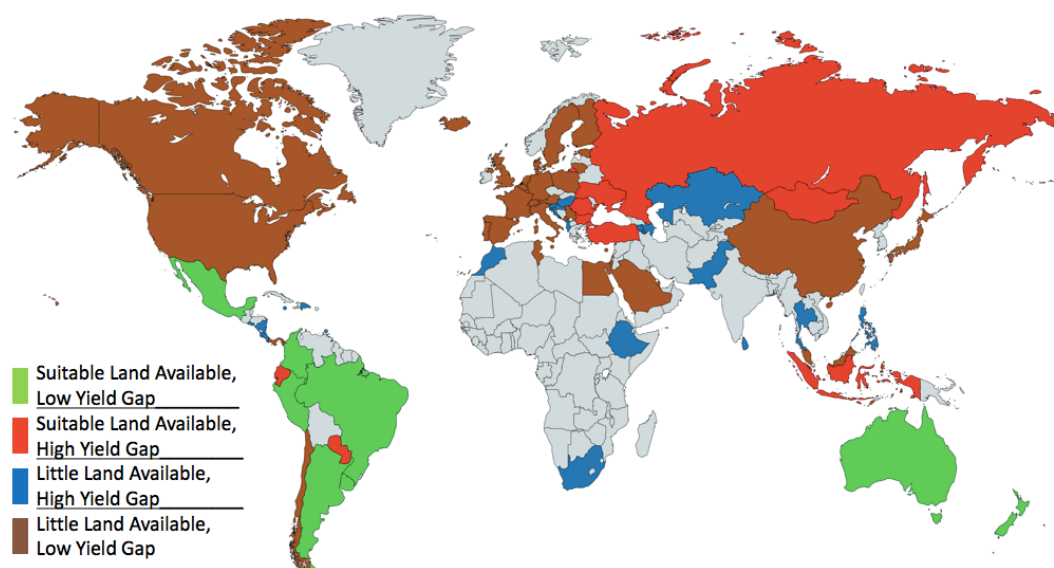 Suitable Land Available,
Low Yield Gap
Suitable Land Available,
High Yield Gap
Little Land Available,
High Yield Gap
Little Land Available,
Low Yield Gap